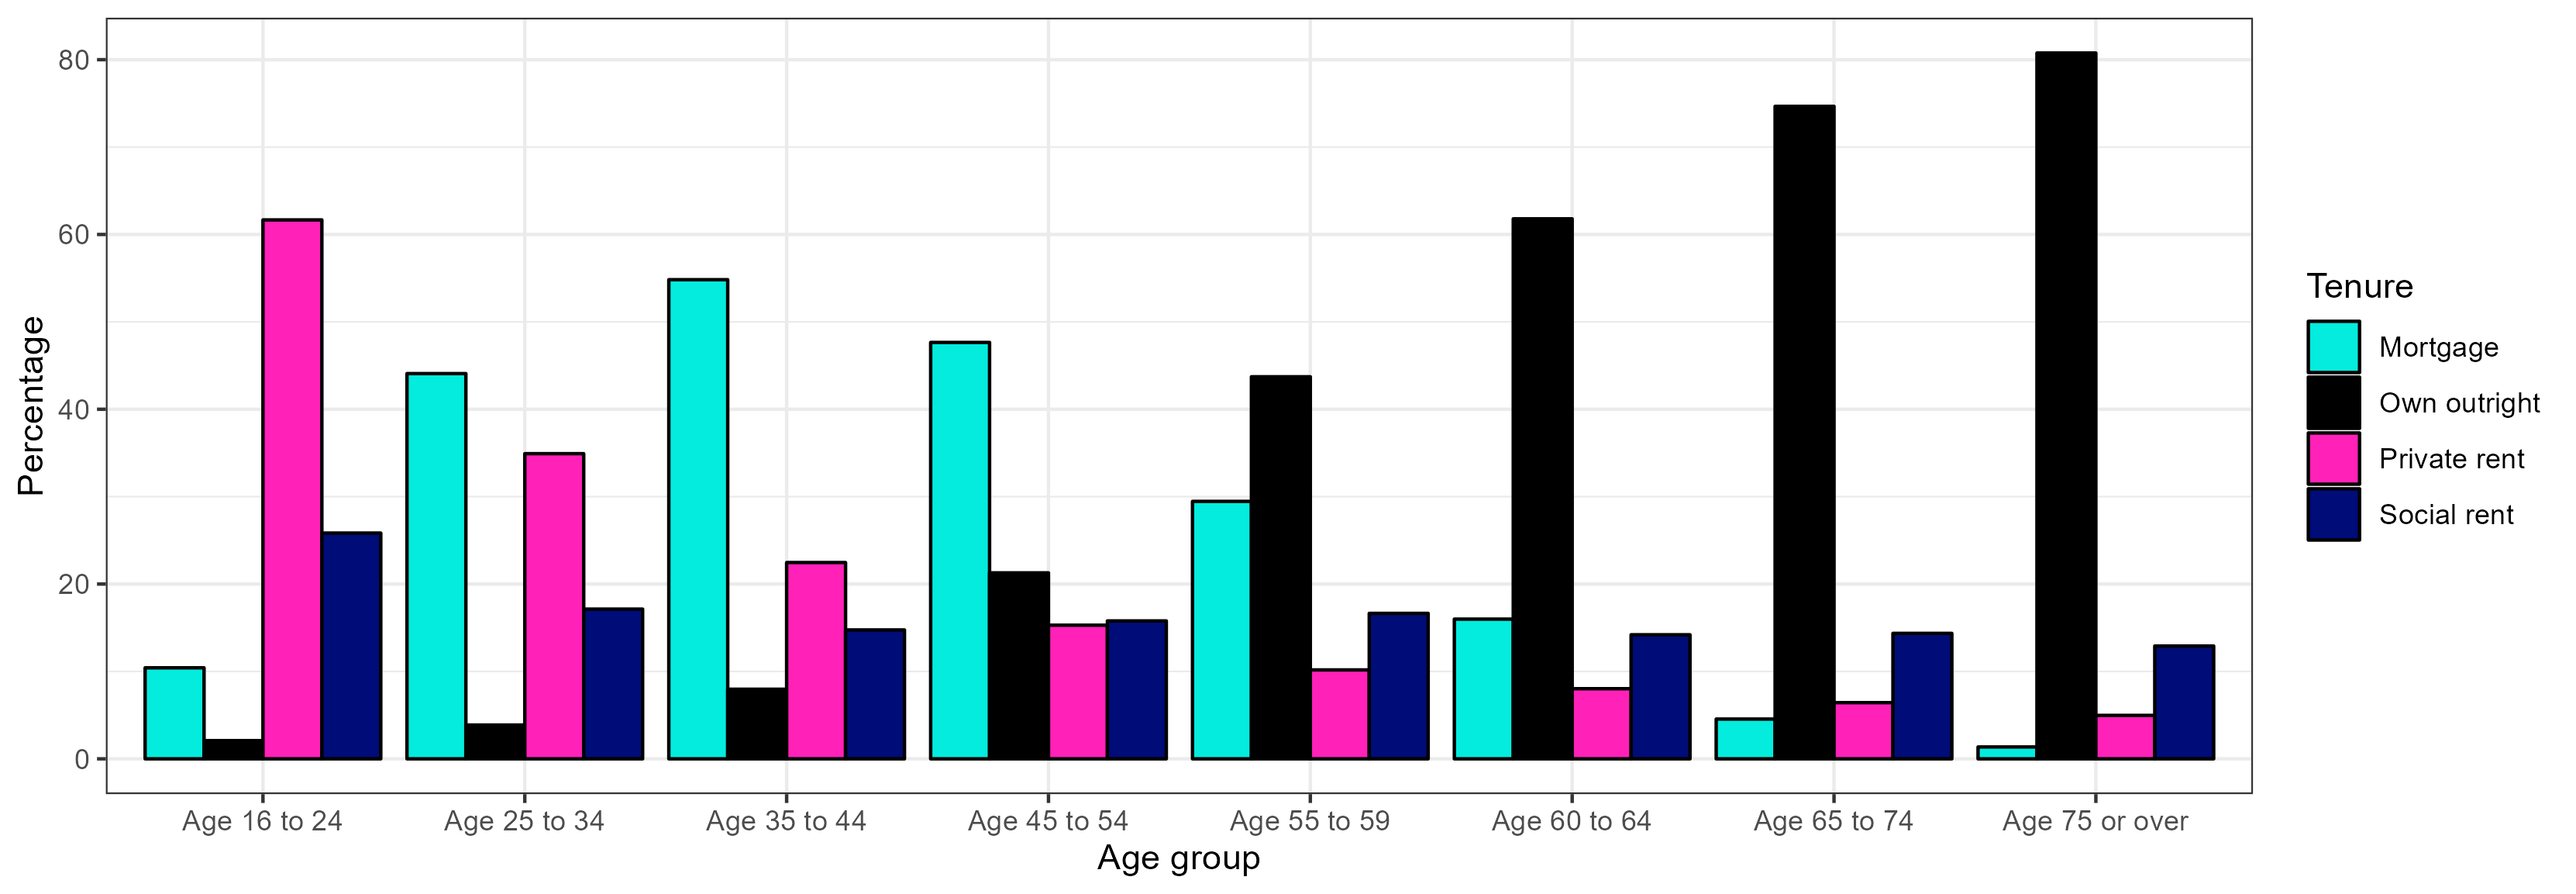 80
60
40
20
0
Percentage
Age 16 to 24
Age 25 to 34
Age 35 to 44
Age 45 to 54
Age 55 to 59
Age 60 to 64
Age 65 to 74
Age 75 or over
Age group
Tenure
Mortgage
Own outright
Private rent
Social rent